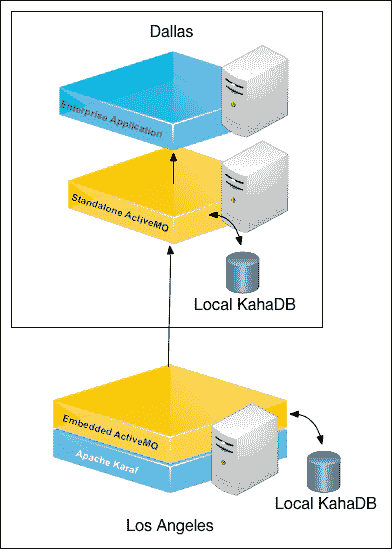 Dallas
Enterprise Application
Standalone ActiveMQ
Local KahaDB
Embedded ActiveMQ
Apache Karaf
Local KahaDB
Los Angeles